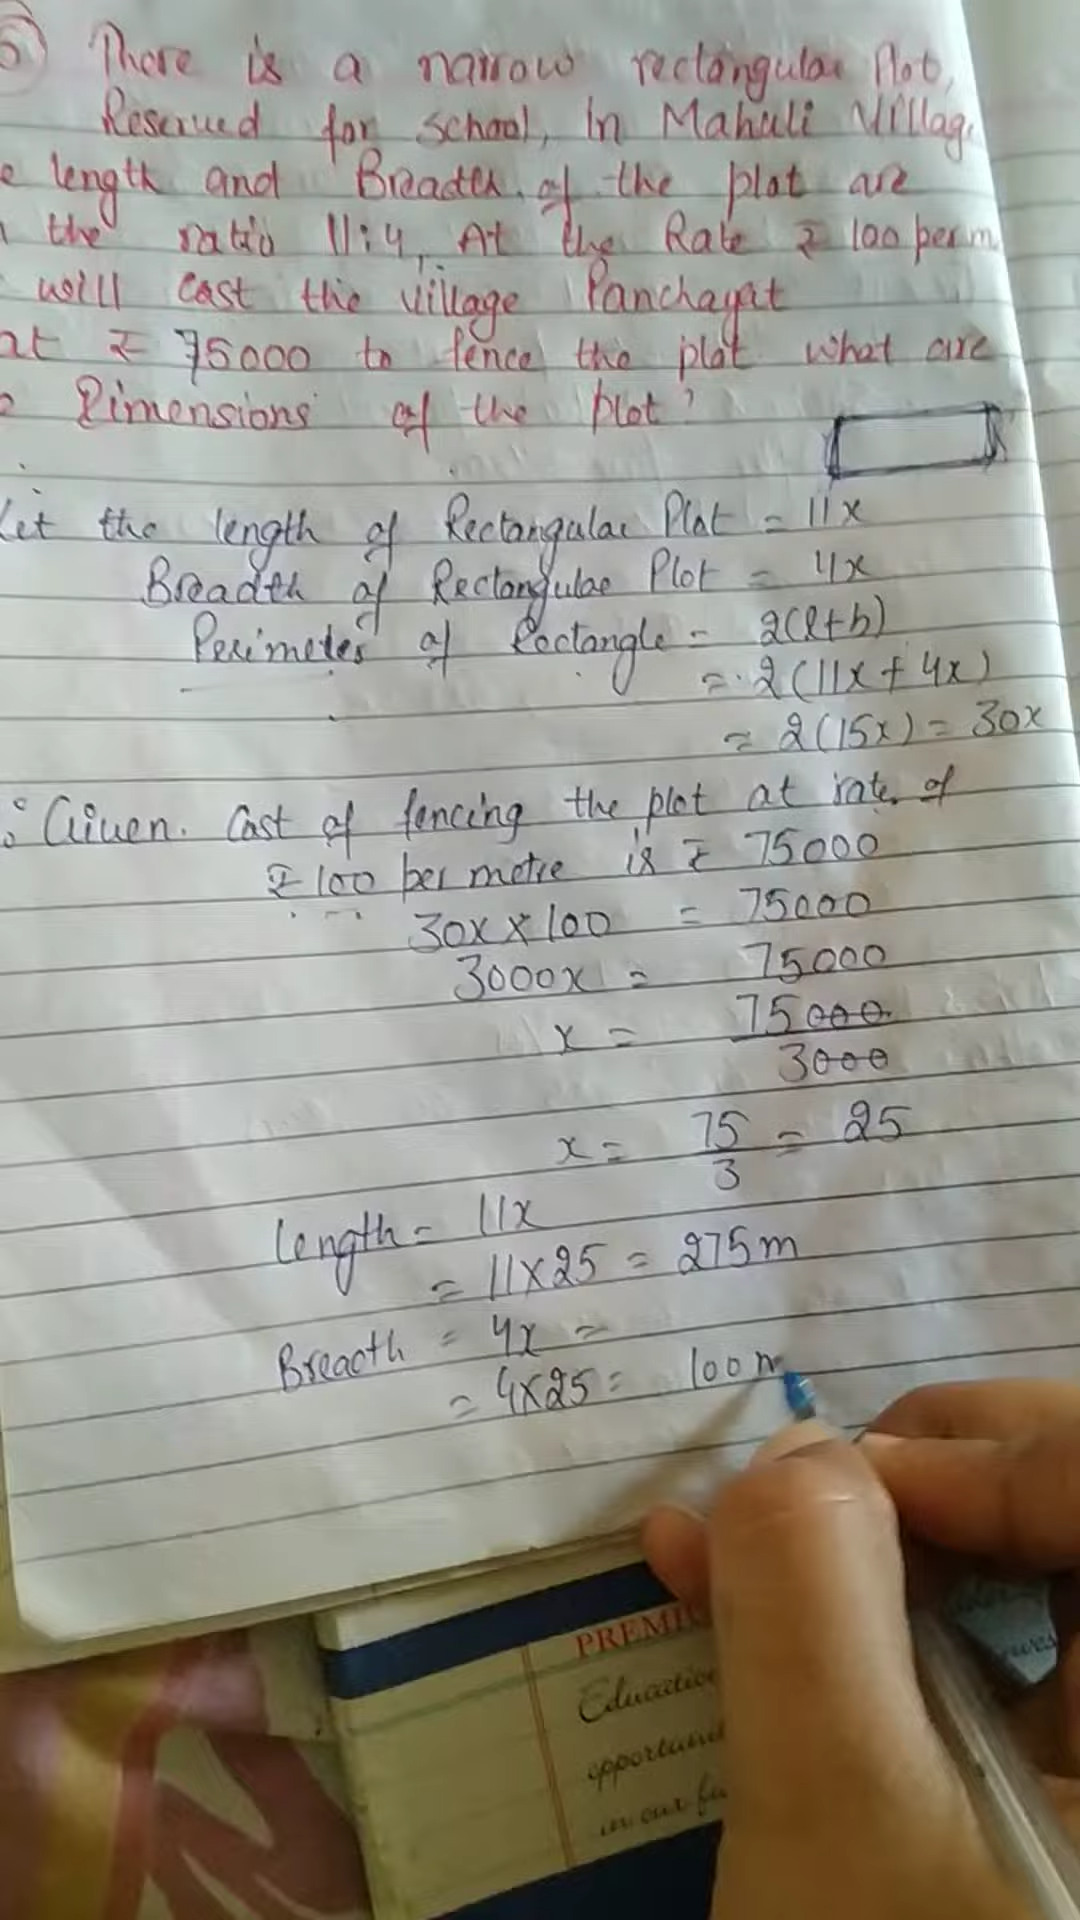 There is a narrow rectangular Plot,
Reserved for school, In Mahuli Villag
e length and Breadth of the plot are
the ratio 11:4. At the Rate ₹ 100 per m
will cost the village Panchayat
at ₹ 75000 to fence the plot what are
Dimensions of the plot?
Let the length of Rectangular Plot = 11x
Breadth of Rectangular Plot = 4x
Perimeter of Rectangle = 2(l+b)
= 2(11x + 4x)
= 2(15x) = 30x
Given. Cost of fencing the plot at rate of
₹ 100 per metre is ₹ 75000
30x × 100 = 75000
3000x = 75000
x = 75000
3000
x = 75 = 25
3
length = 11x
= 11×25 = 275m
Breadth = 4x =
= 4×25 = 100 m
PREMI
Educatio
opportuni
in our fu